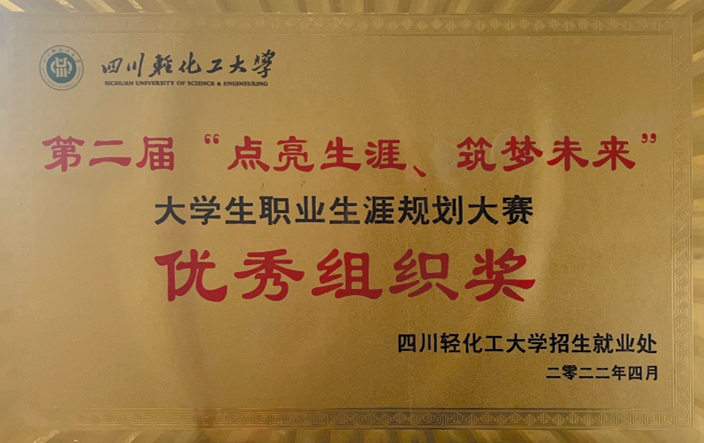 四川輕化工大學
SICHUAN UNIVERSITY OF SCIENCE & ENGINEERING
第二届“点亮生涯、筑梦未来”
大学生职业生涯规划大赛
优秀组织奖
四川轻化工大学招生就业处
二零二二年四月